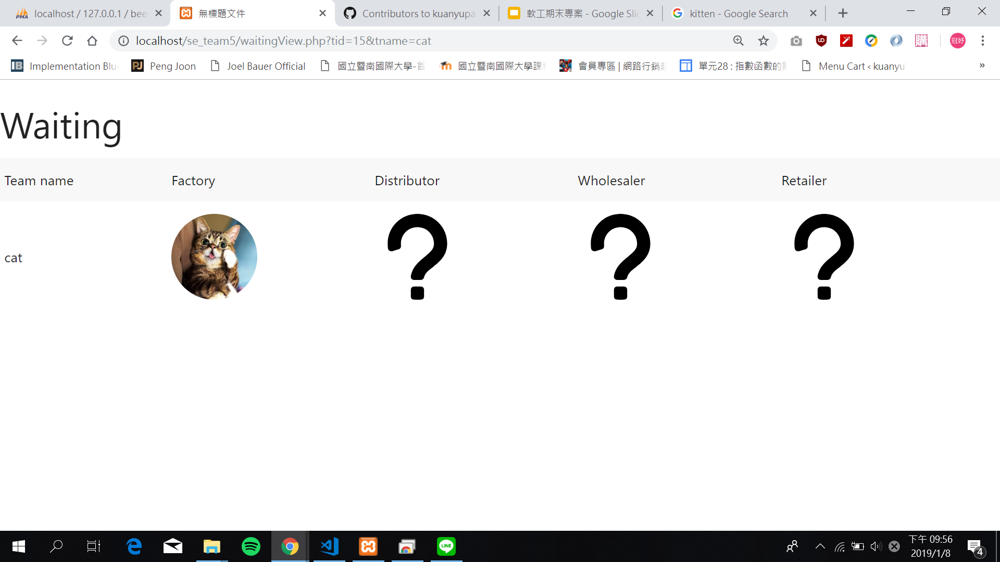 localhost / 127.0.0.1 / bee
無標題文件
Contributors to kuanyupa
軟工期末專案 - Google Slid
kitten - Google Search
localhost/se_team5/waitingView.php?tid=15&tname=cat
冠妤
Implementation Blu
Peng Joon
Joel Bauer Official
國立暨南國際大學-首
國立暨南國際大學課程
會員專區 | 網路行銷超
單元28 : 指數函數的
Menu Cart ‹ kuanyu
»
Waiting
Team name Factory Distributor Wholesaler Retailer
cat ? ? ?
LINE
下午 09:56
2019/1/8
4